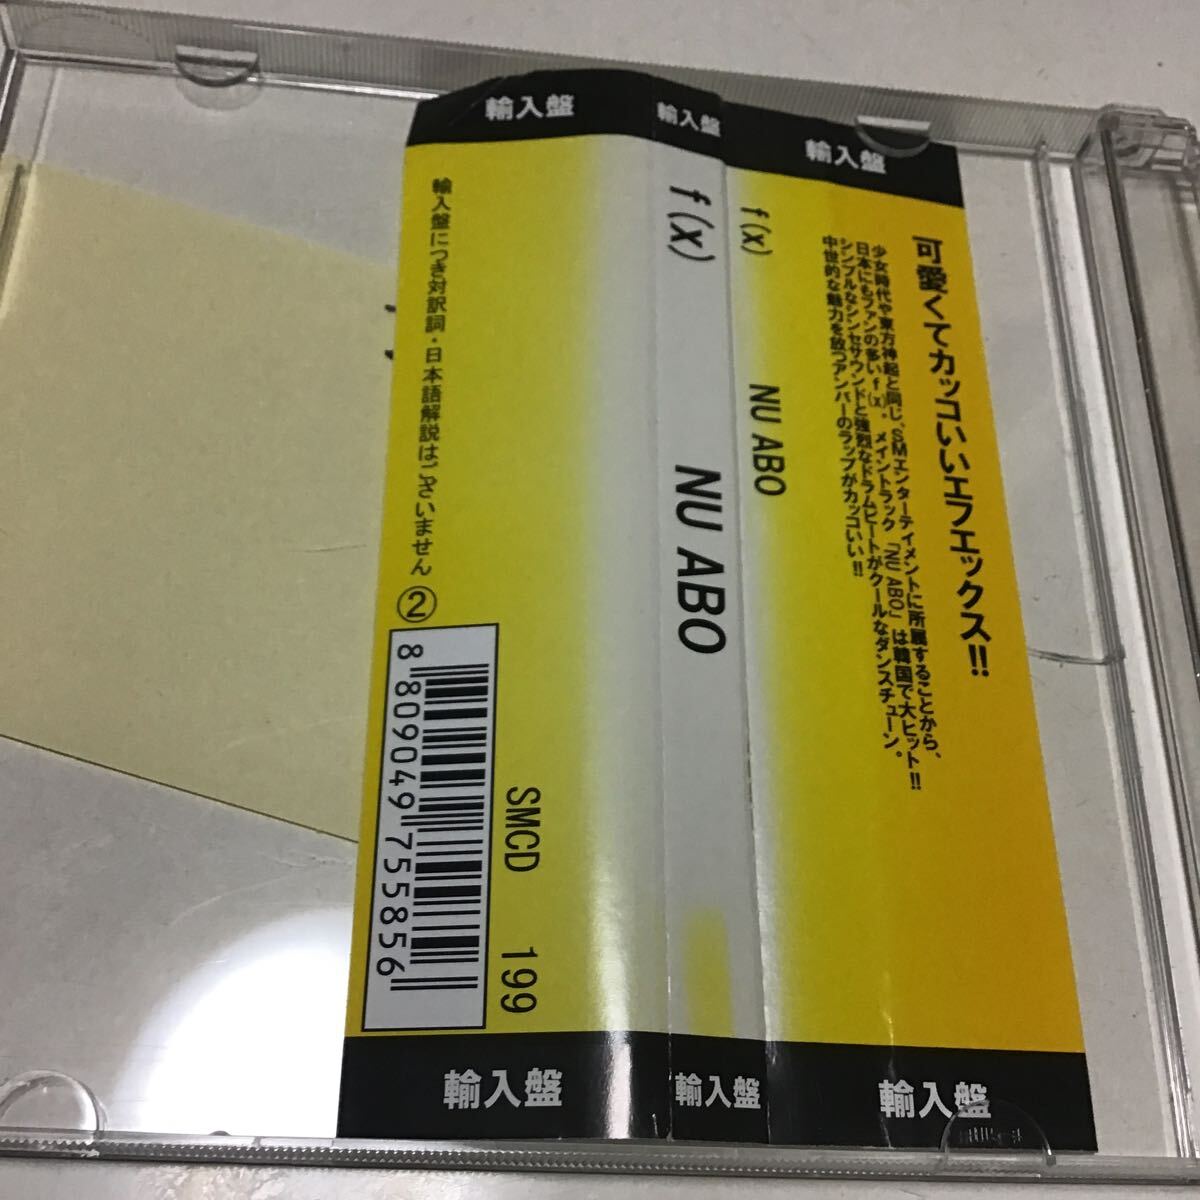 輸入盤
輸入盤
輸入盤
可愛くてカッコいいエフエックス!!
少女時代や東方神起と同じ、SMエンターテイメントに所属することから、
日本にもファンの多いf(x)。メイントラック「NU ABO」は韓国で大ヒット!!
シンプルなシンセサウンドと強烈なドラムビートがクールなダンスチューン。
中世的な魅力を放つアンバーのラップがカッコいい!!
f(x) NU ABO
f(x) NU ABO
輸入盤につき対訳詞・日本語解説はございません②
8 809049 755856
SMCD 199
輸入盤
輸入盤
輸入盤